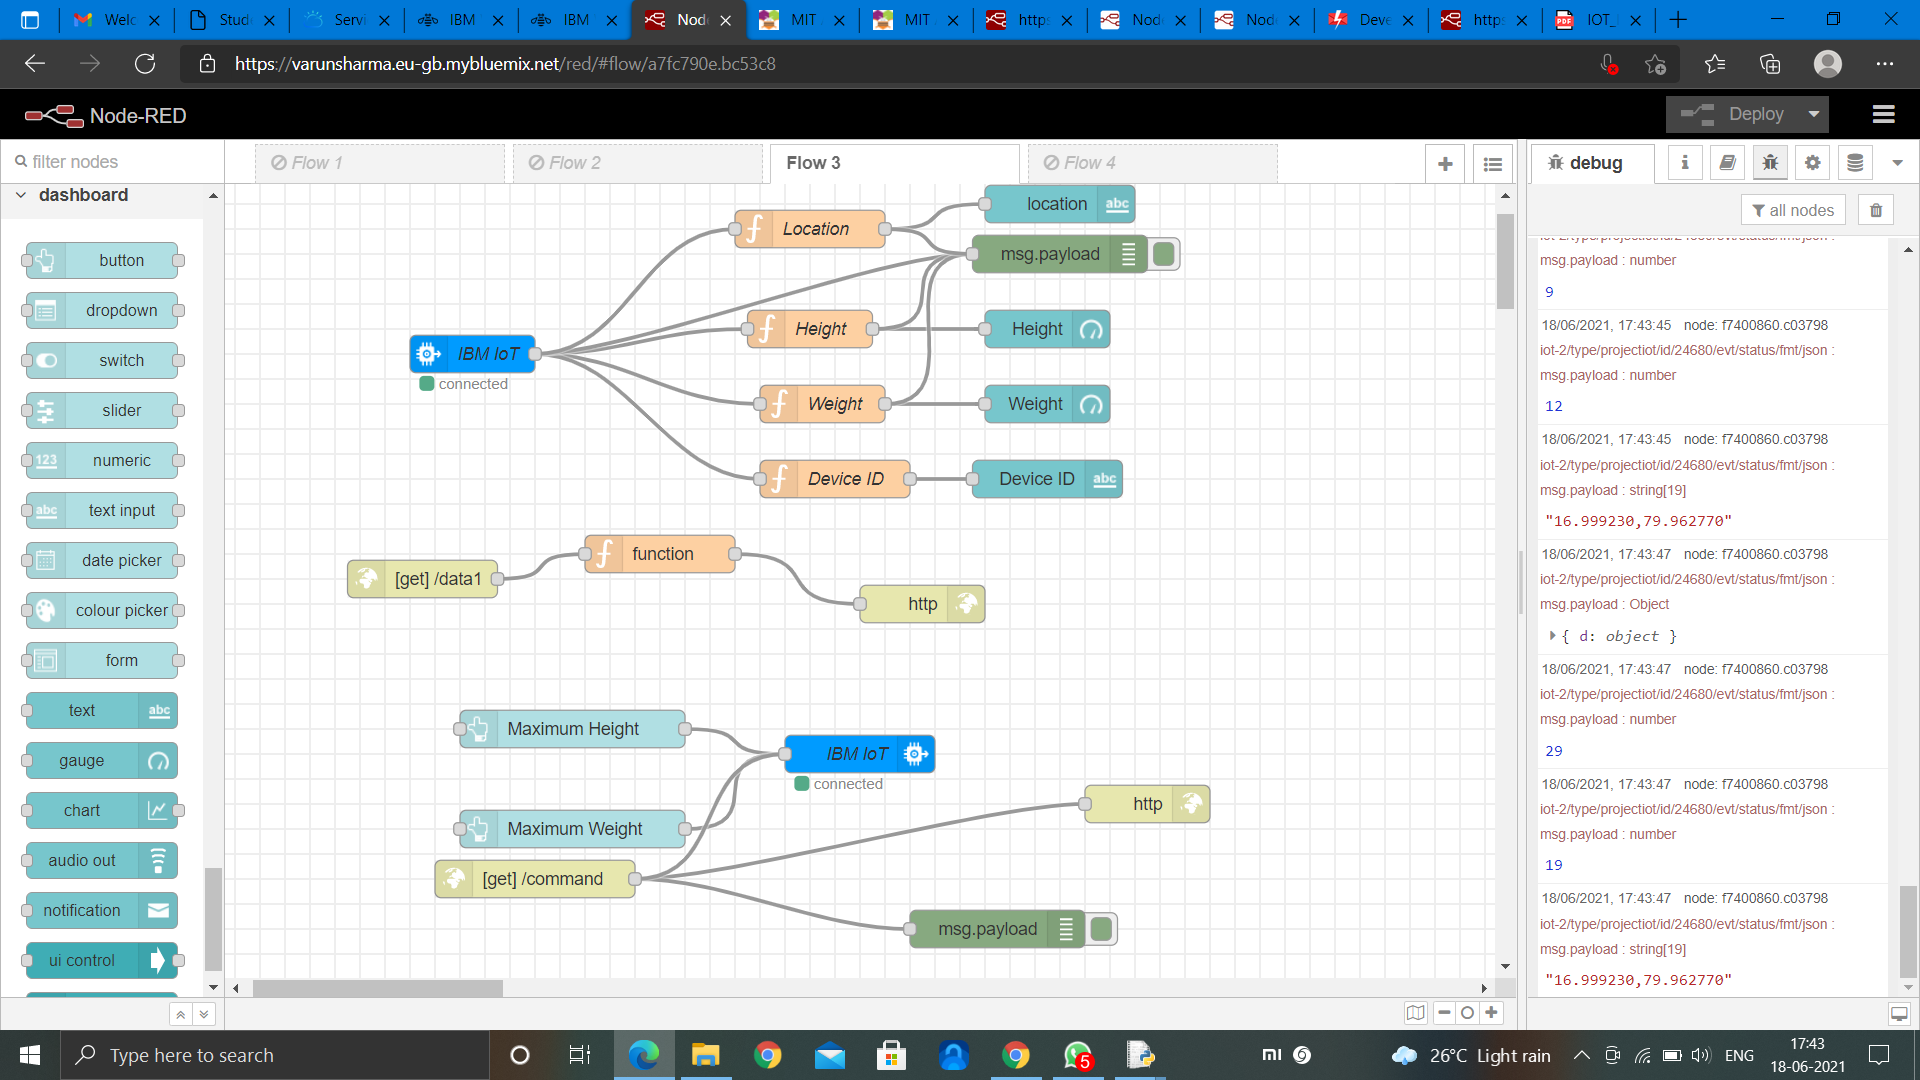 Welc
Stude
Servi
IBM
IBM
Node
MIT
MIT
https
Node
Node
Deve
https
IOT_
https://varunsharma.eu-gb.mybluemix.net/red/#flow/a7fc790e.bc53c8
Node-RED
Deploy
filter nodes
Flow 1
Flow 2
Flow 3
Flow 4
debug
i
all nodes
dashboard
button
dropdown
switch
slider
123 numeric
abc text input
date picker
colour picker
form
text abc
gauge
chart
audio out
notification
ui control
Location
location abc
msg.payload
IBM IoT
connected
Height
Height
Weight
Weight
Device ID
Device ID abc
[get] /data1
function
http
Maximum Height
IBM IoT
connected
Maximum Weight
[get] /command
http
msg.payload
msg.payload : number
9
18/06/2021, 17:43:45 node: f7400860.c03798
iot-2/type/projectiot/id/24680/evt/status/fmt/json :
msg.payload : number
12
18/06/2021, 17:43:45 node: f7400860.c03798
iot-2/type/projectiot/id/24680/evt/status/fmt/json :
msg.payload : string[19]
"16.999230,79.962770"
18/06/2021, 17:43:47 node: f7400860.c03798
iot-2/type/projectiot/id/24680/evt/status/fmt/json :
msg.payload : Object
{ d: object }
18/06/2021, 17:43:47 node: f7400860.c03798
iot-2/type/projectiot/id/24680/evt/status/fmt/json :
msg.payload : number
29
18/06/2021, 17:43:47 node: f7400860.c03798
iot-2/type/projectiot/id/24680/evt/status/fmt/json :
msg.payload : number
19
18/06/2021, 17:43:47 node: f7400860.c03798
iot-2/type/projectiot/id/24680/evt/status/fmt/json :
msg.payload : string[19]
"16.999230,79.962770"
Type here to search
5
26°C Light rain
ENG
17:43
18-06-2021